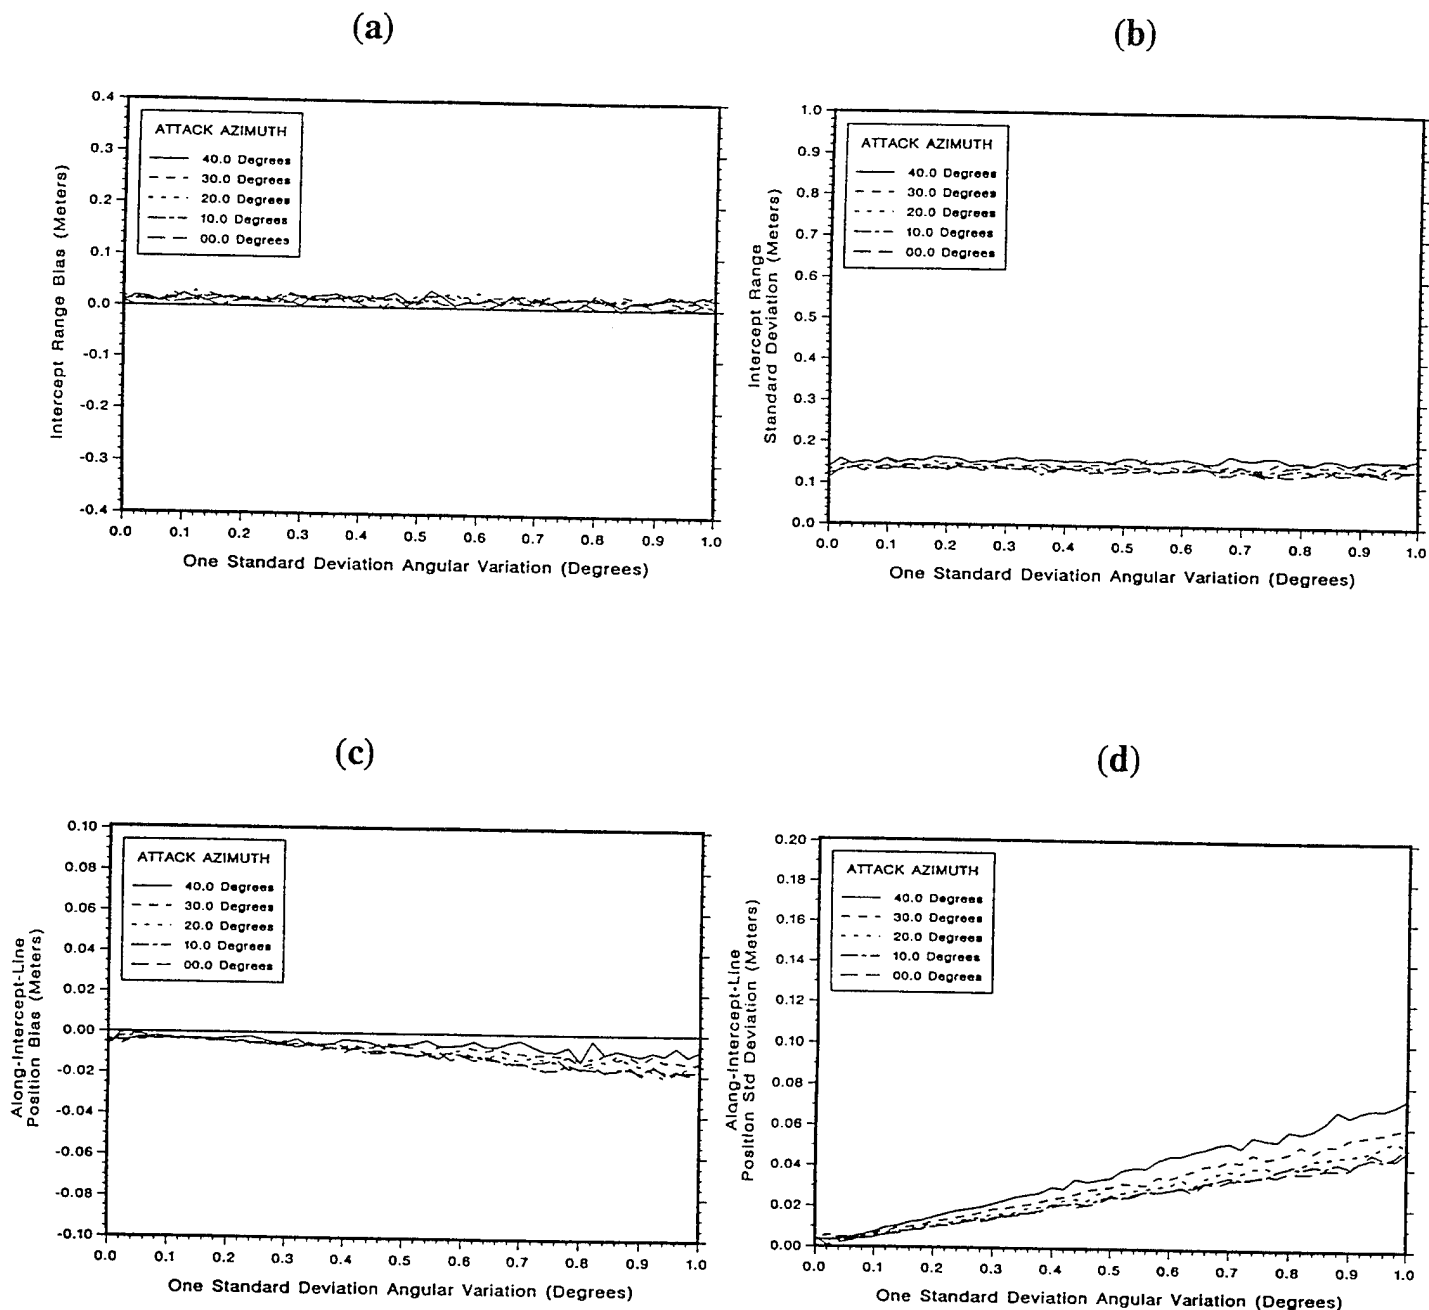 (a)
0.4
0.3
0.2
0.1
0.0
-0.1
-0.2
-0.3
-0.4
Intercept Range Bias (Meters)
ATTACK AZIMUTH
40.0 Degrees
30.0 Degrees
20.0 Degrees
10.0 Degrees
00.0 Degrees
0.0 0.1 0.2 0.3 0.4 0.5 0.6 0.7 0.8 0.9 1.0
One Standard Deviation Angular Variation (Degrees)
(b)
1.0
0.9
0.8
0.7
0.6
0.5
0.4
0.3
0.2
0.1
0.0
Intercept Range
Standard Deviation (Meters)
ATTACK AZIMUTH
40.0 Degrees
30.0 Degrees
20.0 Degrees
10.0 Degrees
00.0 Degrees
0.0 0.1 0.2 0.3 0.4 0.5 0.6 0.7 0.8 0.9 1.0
One Standard Deviation Angular Variation (Degrees)
(c)
0.10
0.08
0.06
0.04
0.02
0.00
-0.02
-0.04
-0.06
-0.08
-0.10
Along-Intercept-Line
Position Bias (Meters)
ATTACK AZIMUTH
40.0 Degrees
30.0 Degrees
20.0 Degrees
10.0 Degrees
00.0 Degrees
0.0 0.1 0.2 0.3 0.4 0.5 0.6 0.7 0.8 0.9 1.0
One Standard Deviation Angular Variation (Degrees)
(d)
0.20
0.18
0.16
0.14
0.12
0.10
0.08
0.06
0.04
0.02
0.00
Along-Intercept-Line
Position Std Deviation (Meters)
ATTACK AZIMUTH
40.0 Degrees
30.0 Degrees
20.0 Degrees
10.0 Degrees
00.0 Degrees
0.0 0.1 0.2 0.3 0.4 0.5 0.6 0.7 0.8 0.9 1.0
One Standard Deviation Angular Variation (Degrees)